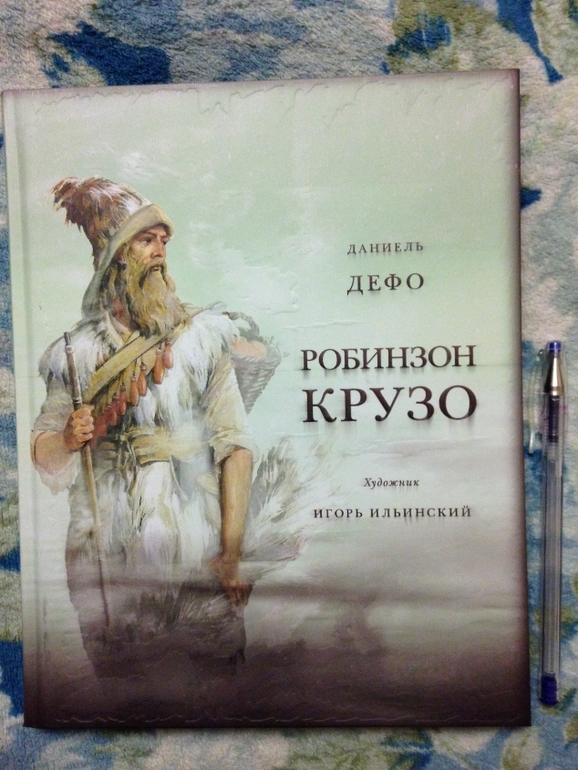 ДАНИЕЛЬ
ДЕФО
РОБИНЗОН
КРУЗО
Художник
ИГОРЬ ИЛЬИНСКИЙ